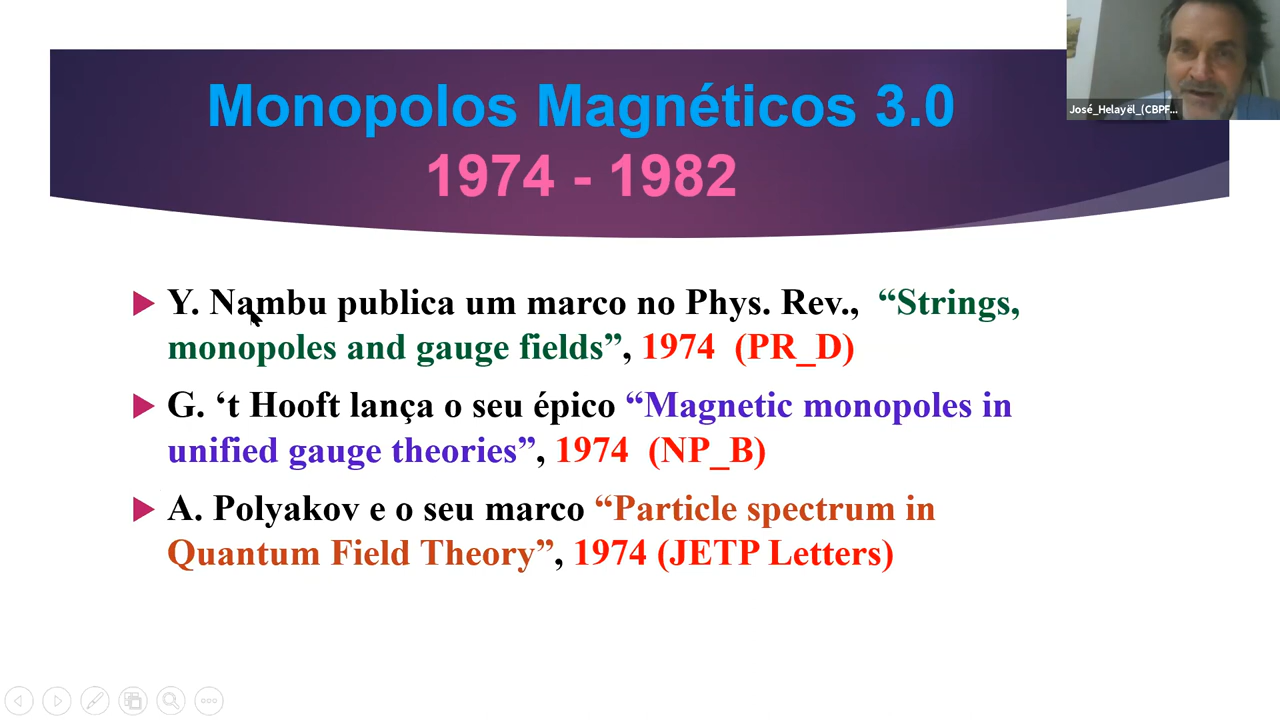 Monopolos Magnéticos 3.0
1974 - 1982
José_Helayël_(CBPF...
Y. Nambu publica um marco no Phys. Rev., “Strings,
monopoles and gauge fields”, 1974 (PR_D)
G. ‘t Hooft lança o seu épico “Magnetic monopoles in
unified gauge theories”, 1974 (NP_B)
A. Polyakov e o seu marco “Particle spectrum in
Quantum Field Theory”, 1974 (JETP Letters)